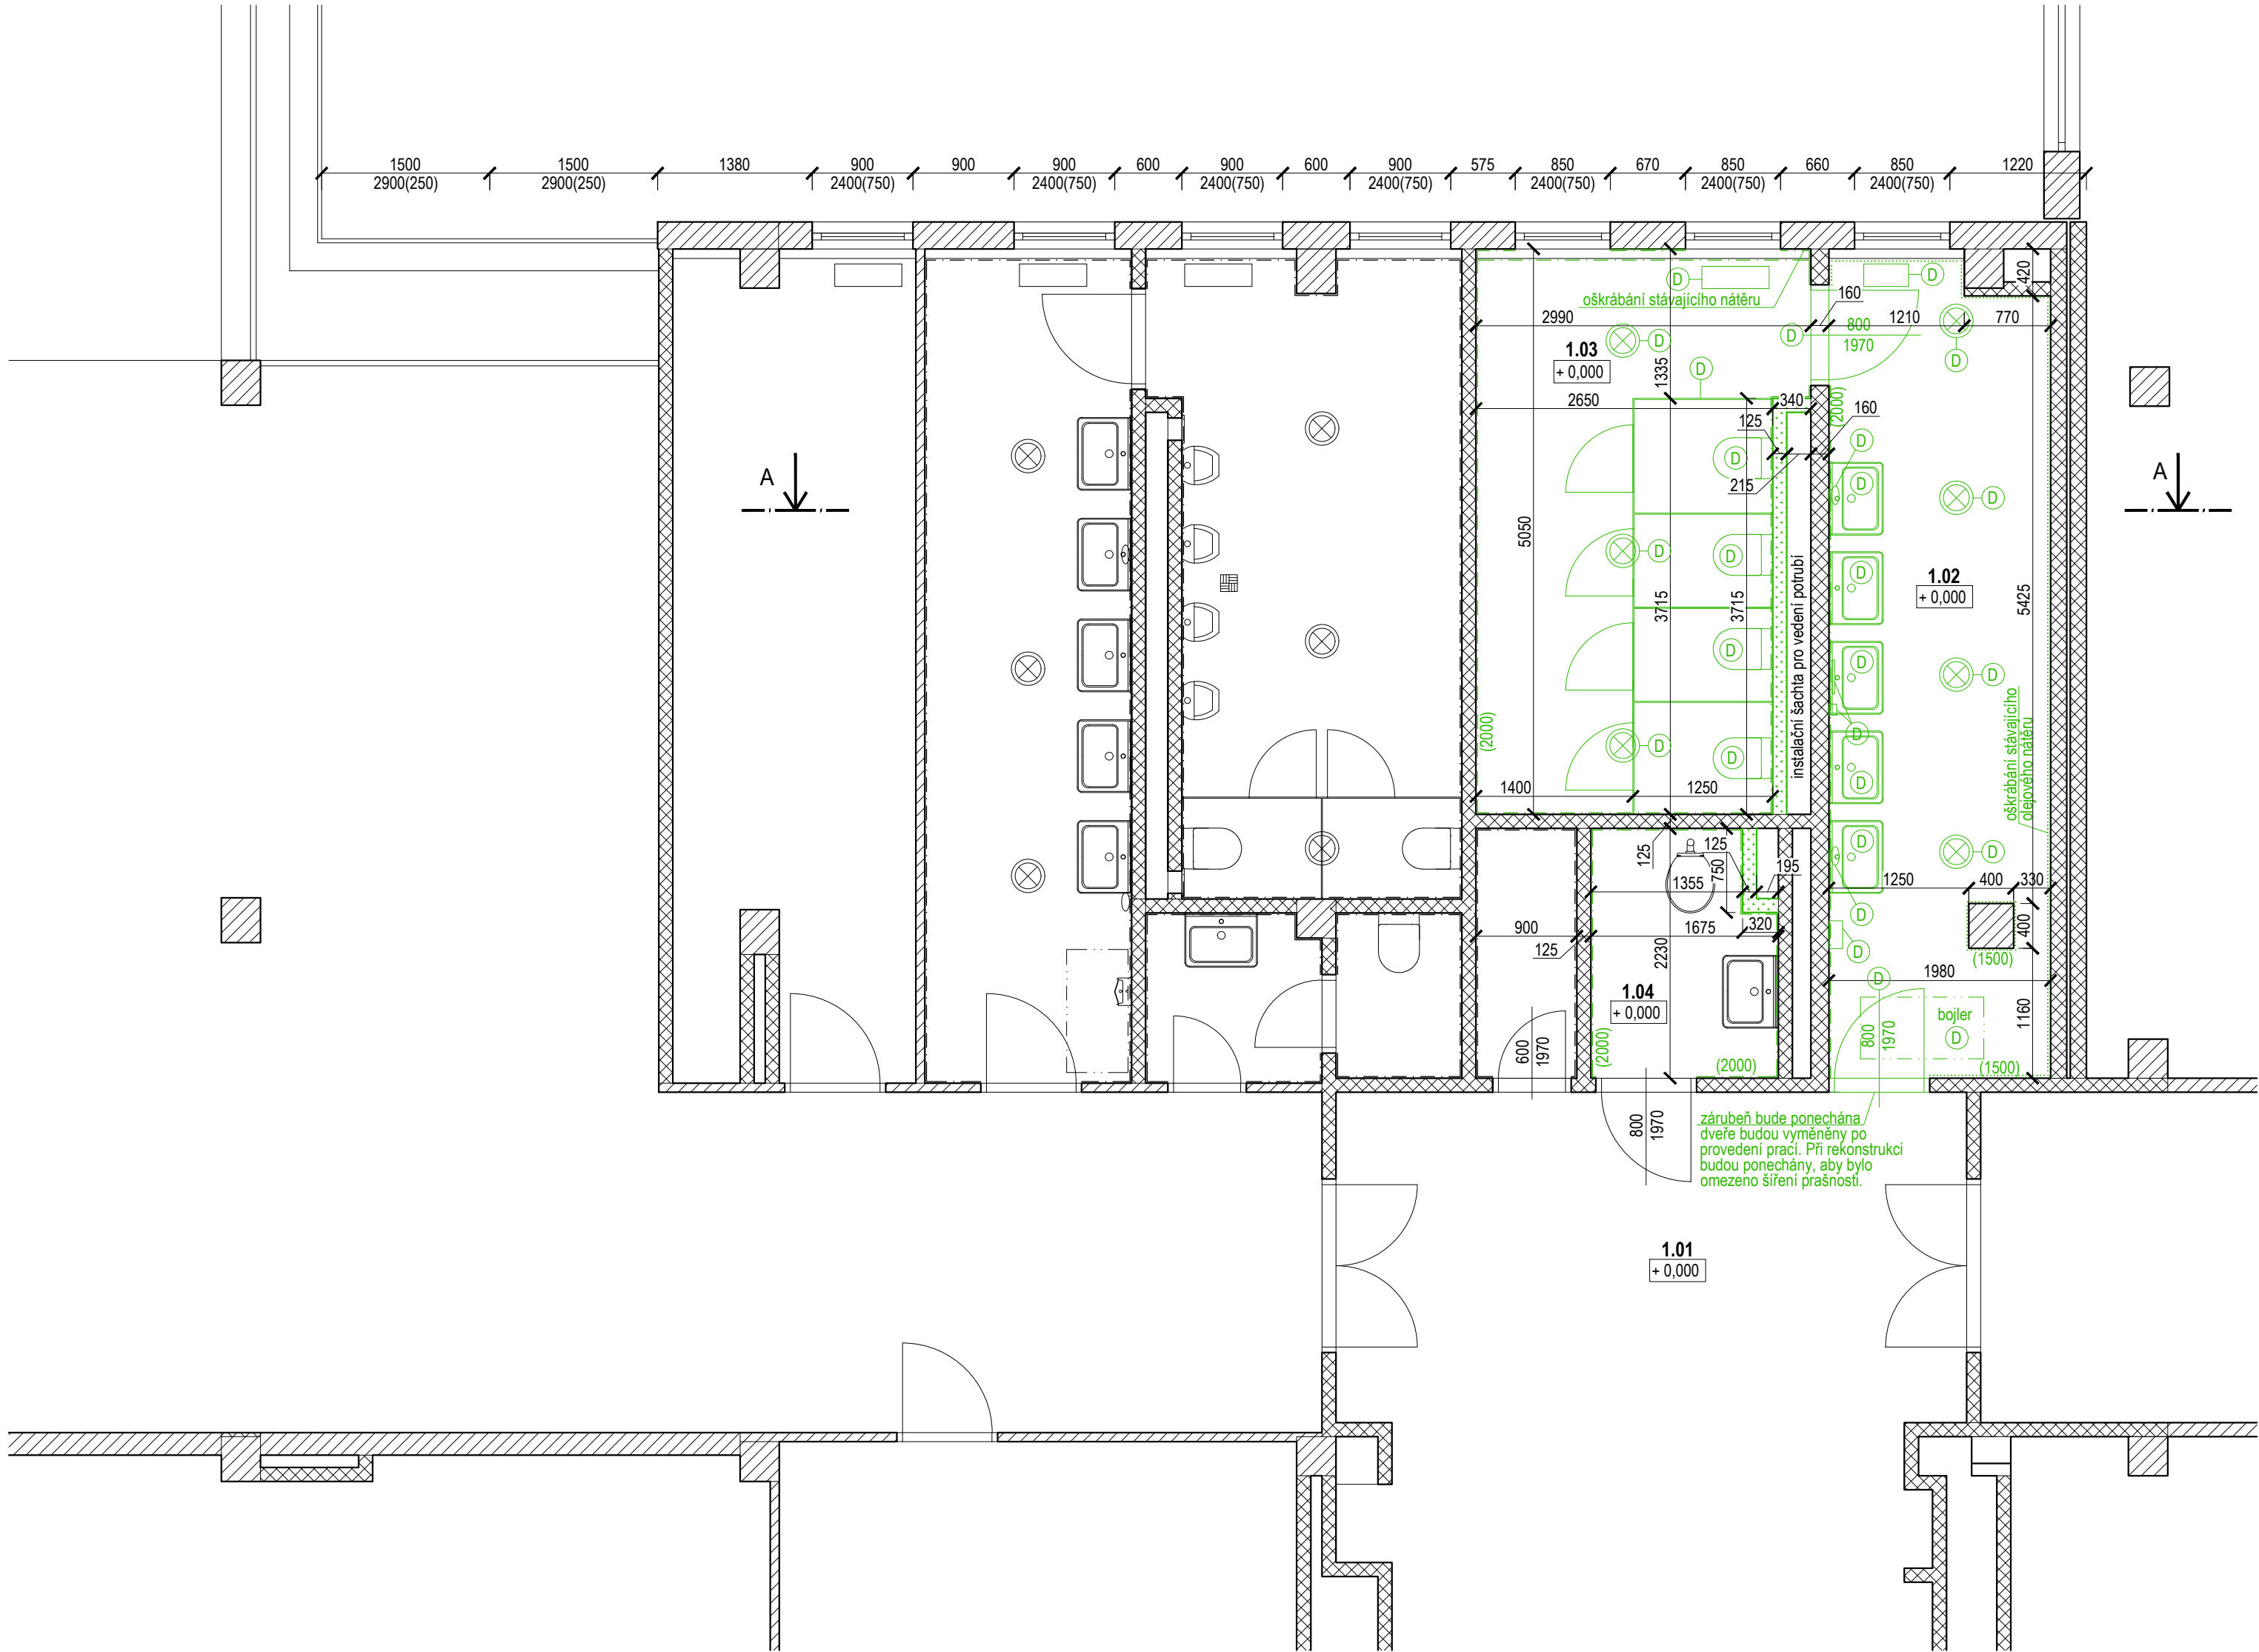 1500
1500
1380
900
900
900
600
900
600
900
575
850
670
850
660
850
1220
2900(250)
2900(250)
2400(750)
2400(750)
2400(750)
2400(750)
2400(750)
2400(750)
2400(750)
420
D
D
oškrábání stávajícího nátěru
160
2990
800
1210
770
D
1970
1.03
+ 0,000
D
D
1335
D
2650
340
125
160
(2000)
A
A
D
D
D
215
D
5050
D
D
D
3715
3715
instalační šachta pro vedení potrubí
1.02
+ 0,000
5425
D
D
D
(2000)
D
D
D
D
oškrábání stávajícího
olejového nátěru
1400
1250
D
D
125
125
750
195
1355
1250
400
330
D
900
1675
320
125
2230
D
400
(1500)
1980
D
1.04
+ 0,000
1160
bojler
D
800
1970
600
1970
(2000)
(2000)
(1500)
800
1970
zárubeň bude ponechána
dveře budou vyměněny po
provedení prací. Při rekonstrukci
budou ponechány, aby bylo
omezeno šíření prašnosti.
1.01
+ 0,000